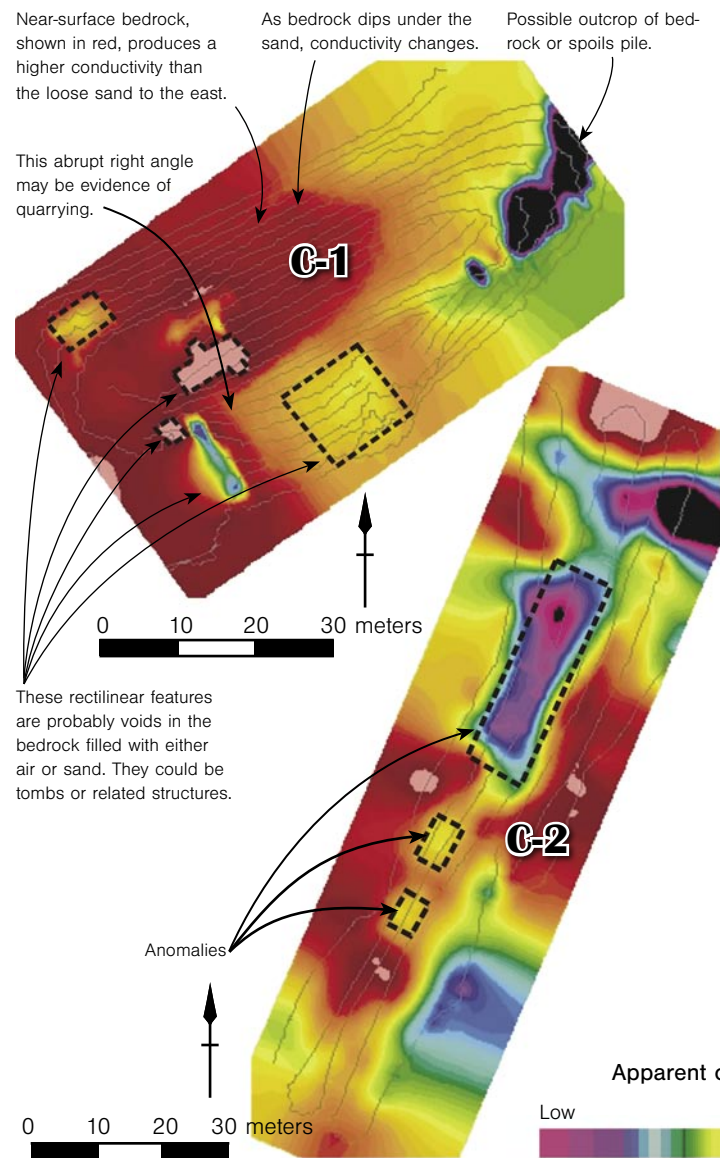 Near-surface bedrock,
shown in red, produces a
higher conductivity than
the loose sand to the east.
As bedrock dips under the
sand, conductivity changes.
Possible outcrop of bed-
rock or spoils pile.
This abrupt right angle
may be evidence of
quarrying.
C-1
0 10 20 30 meters
These rectilinear features
are probably voids in the
bedrock filled with either
air or sand. They could be
tombs or related structures.
C-2
Anomalies
0 10 20 30 meters
Apparent
Low